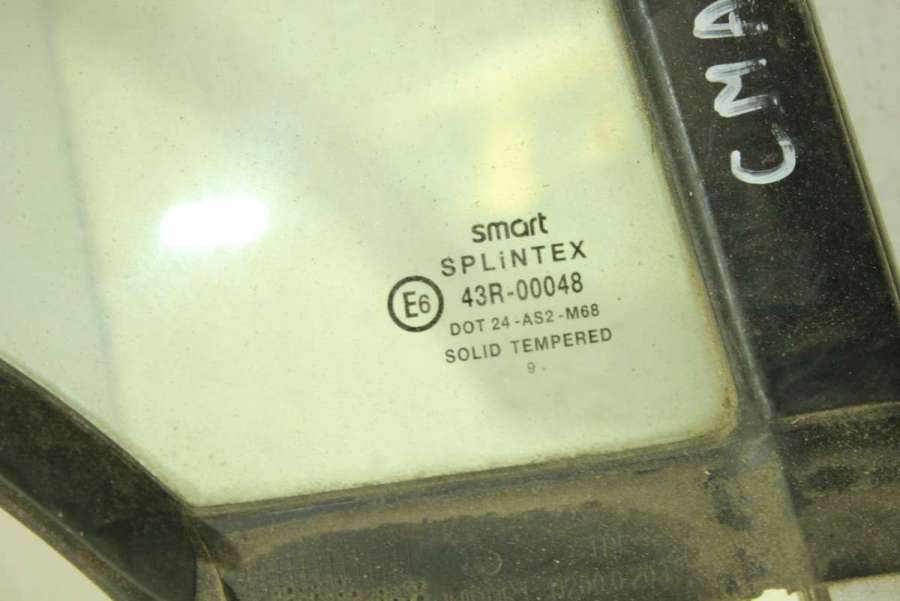 CMA
smart
SPLiNTEX
E6 43R-00048
DOT 24-AS2-M68
SOLID TEMPERED
9